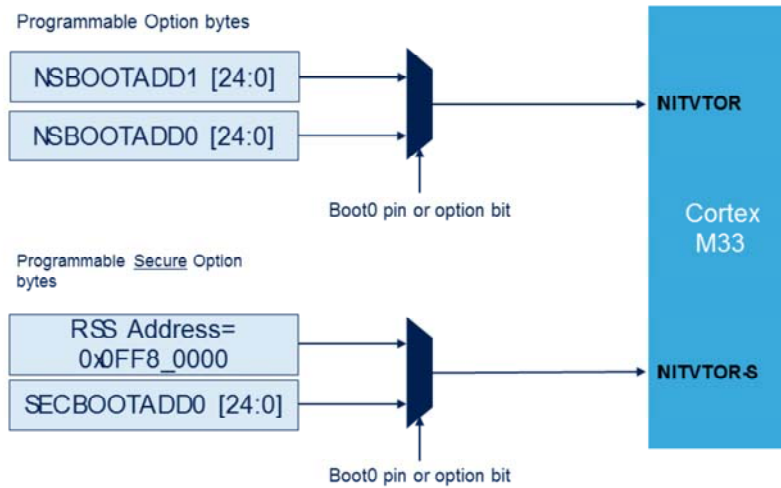 Programmable Option bytes
NSBOOTADD1 [24:0]
NSBOOTADD0 [24:0]
Boot0 pin or option bit
NITVTOR
Cortex
M33
Programmable Secure Option
bytes
RSS Address=
0x0FF8_0000
SECBOOTADD0 [24:0]
Boot0 pin or option bit
NITVTOR-S